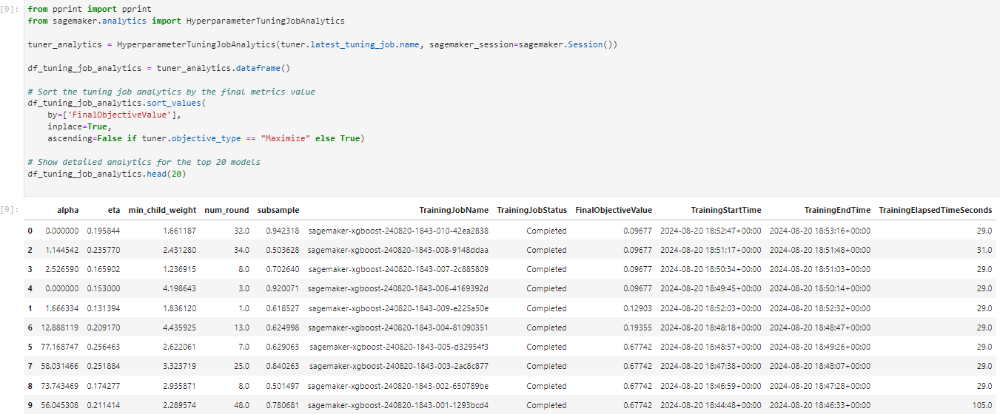 [9]: from pprint import pprint
from sagemaker.analytics import HyperparameterTuningJobAnalytics
tuner_analytics = HyperparameterTuningJobAnalytics(tuner.latest_tuning_job.name, sagemaker_session=sagemaker.Session())
df_tuning_job_analytics = tuner_analytics.dataframe()
# Sort the tuning job analytics by the final metrics value
df_tuning_job_analytics.sort_values(
    by=['FinalObjectiveValue'],
    inplace=True,
    ascending=False if tuner.objective_type == "Maximize" else True)
# Show detailed analytics for the top 20 models
df_tuning_job_analytics.head(20)
[9]: alpha eta min_child_weight num_round subsample TrainingJobName TrainingJobStatus FinalObjectiveValue TrainingStartTime TrainingEndTime TrainingElapsedTimeSeconds
0 0.000000 0.195844 1.661187 32.0 0.942318 sagemaker-xgboost-240820-1843-010-42ea2838 Completed 0.09677 2024-08-20 18:52:47+00:00 2024-08-20 18:53:16+00:00 29.0
2 1.144542 0.235770 2.431280 34.0 0.503628 sagemaker-xgboost-240820-1843-008-9148ddaa Completed 0.09677 2024-08-20 18:51:17+00:00 2024-08-20 18:51:48+00:00 31.0
3 2.526590 0.165902 1.236915 8.0 0.702640 sagemaker-xgboost-240820-1843-007-2c885809 Completed 0.09677 2024-08-20 18:50:34+00:00 2024-08-20 18:51:03+00:00 29.0
4 0.000000 0.153000 4.198643 3.0 0.920071 sagemaker-xgboost-240820-1843-006-4169392d Completed 0.09677 2024-08-20 18:49:45+00:00 2024-08-20 18:50:14+00:00 29.0
1 1.666334 0.131394 1.836120 1.0 0.618527 sagemaker-xgboost-240820-1843-009-e225a50e Completed 0.12903 2024-08-20 18:52:03+00:00 2024-08-20 18:52:32+00:00 29.0
6 12.888119 0.209170 4.435925 13.0 0.624998 sagemaker-xgboost-240820-1843-004-81090351 Completed 0.19355 2024-08-20 18:48:18+00:00 2024-08-20 18:48:47+00:00 29.0
5 77.168747 0.256463 2.622061 7.0 0.629063 sagemaker-xgboost-240820-1843-005-d32954f3 Completed 0.67742 2024-08-20 18:48:57+00:00 2024-08-20 18:49:26+00:00 29.0
7 58.031466 0.251884 3.323719 25.0 0.840263 sagemaker-xgboost-240820-1843-003-2ac8c877 Completed 0.67742 2024-08-20 18:47:38+00:00 2024-08-20 18:48:07+00:00 29.0
8 73.743469 0.174277 2.935871 8.0 0.501497 sagemaker-xgboost-240820-1843-002-650789be Completed 0.67742 2024-08-20 18:46:59+00:00 2024-08-20 18:47:28+00:00 29.0
9 56.045308 0.211414 2.289574 48.0 0.780681 sagemaker-xgboost-240820-1843-001-1293bcd4 Completed 0.67742 2024-08-20 18:44:48+00:00 2024-08-20 18:46:33+00:00 105.0